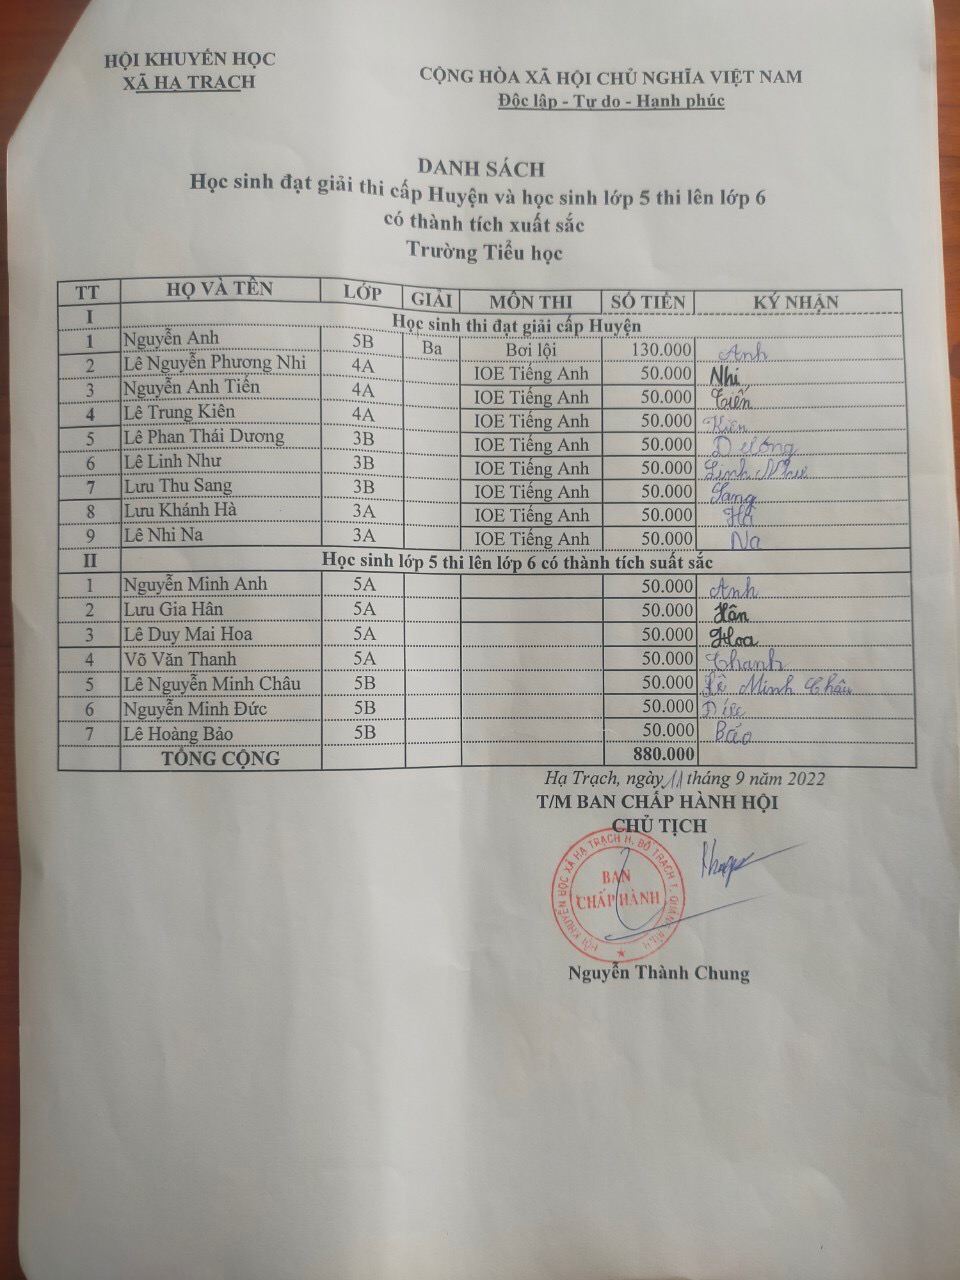 HỘI KHUYẾN HỌC
XÃ HẠ TRẠCH
CỘNG HÒA XÃ HỘI CHỦ NGHĨA VIỆT NAM
Độc lập - Tự do - Hạnh phúc
DANH SÁCH
Học sinh đạt giải thi cấp Huyện và học sinh lớp 5 thi lên lớp 6
có thành tích xuất sắc
Trường Tiểu học
TT HỌ VÀ TÊN LỚP GIẢI MÔN THI SỐ TIỀN KÝ NHẬN
I Học sinh thi đạt giải cấp Huyện
1 Nguyễn Anh 5B Ba Bơi lội 130.000 Anh
2 Lê Nguyễn Phương Nhi 4A IOE Tiếng Anh 50.000 Nhi
3 Nguyễn Anh Tiến 4A IOE Tiếng Anh 50.000 Tiến
4 Lê Trung Kiên 4A IOE Tiếng Anh 50.000 Kiên
5 Lê Phan Thái Dương 3B IOE Tiếng Anh 50.000 Dương
6 Lê Linh Như 3B IOE Tiếng Anh 50.000 Linh Như
7 Lưu Thu Sang 3B IOE Tiếng Anh 50.000 Sang
8 Lưu Khánh Hà 3A IOE Tiếng Anh 50.000 Hà
9 Lê Nhi Na 3A IOE Tiếng Anh 50.000 Na
II Học sinh lớp 5 thi lên lớp 6 có thành tích suất sắc
1 Nguyễn Minh Anh 5A 50.000 Anh
2 Lưu Gia Hân 5A 50.000 Hân
3 Lê Duy Mai Hoa 5A 50.000 Hoa
4 Võ Văn Thanh 5A 50.000 Thanh
5 Lê Nguyễn Minh Châu 5B 50.000 Lê Minh Châu
6 Nguyễn Minh Đức 5B 50.000 Đức
7 Lê Hoàng Bảo 5B 50.000 Bảo
TỔNG CỘNG 880.000
Hạ Trạch, ngày 11 tháng 9 năm 2022
T/M BAN CHẤP HÀNH HỘI
CHỦ TỊCH
HỘI KHUYẾN HỌC XÃ HẠ TRẠCH H. BỐ TRẠCH T. QUẢNG BÌNH
BAN
CHẤP HÀNH
Nguyễn Thành Chung